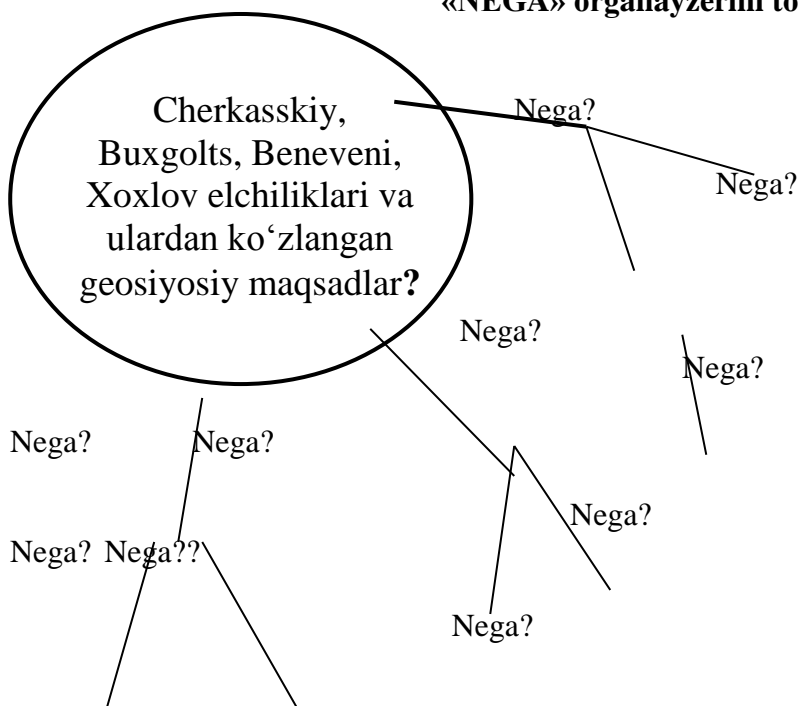 «NEGA» organayzerini to
Cherkasskiy,
Buxgolts, Beneveni,
Xoxlov elchiliklari va
ulardan ko‘zlangan
geosiyosiy maqsadlar?
Nega?
Nega?
Nega?
Nega?
Nega? Nega?
Nega?
Nega? Nega??
Nega?